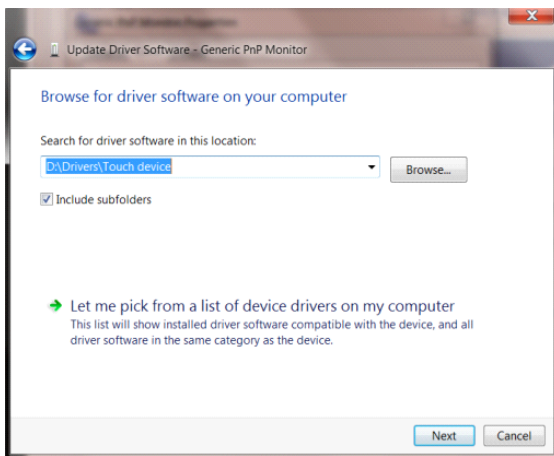 Update Driver Software - Generic PnP Monitor
Browse for driver software on your computer
Search for driver software in this location:
D:\Drivers\Touch device
Browse...
Include subfolders
Let me pick from a list of device drivers on my computer
This list will show installed driver software compatible with the device, and all
driver software in the same category as the device.
Next
Cancel